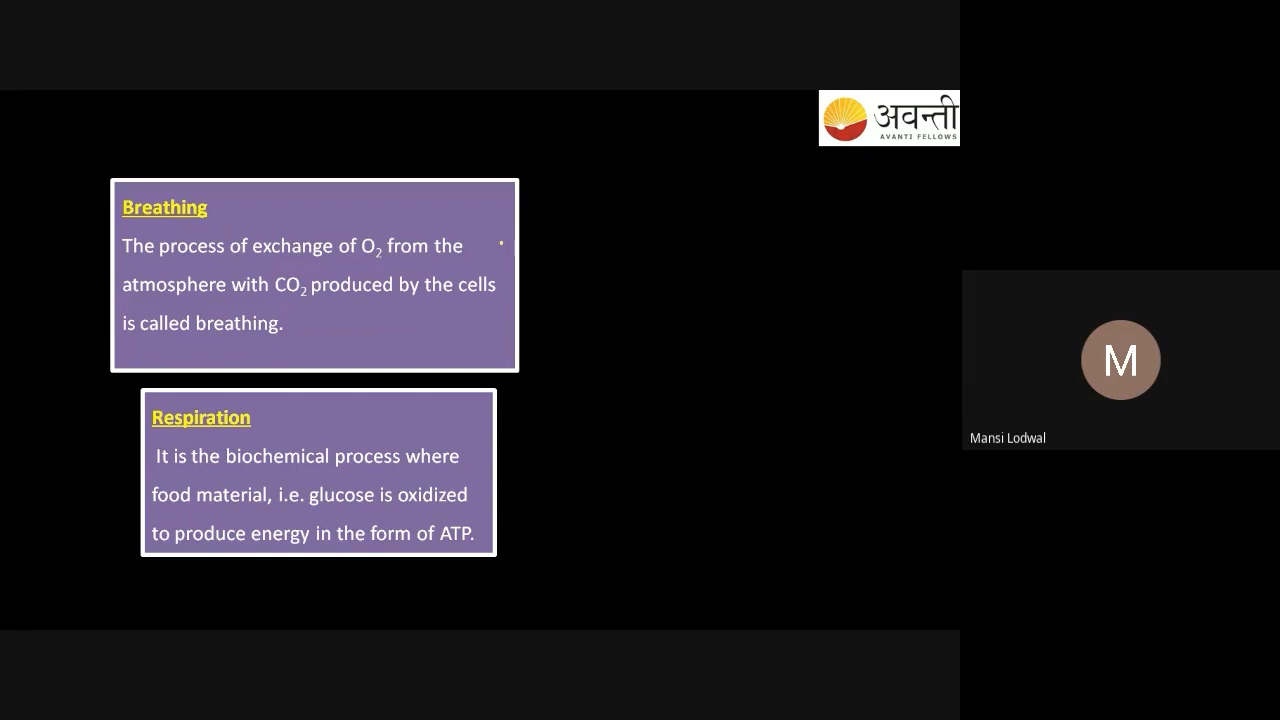 अवन्ती
AVANTI FELLOWS
Breathing
The process of exchange of O₂ from the
atmosphere with CO₂ produced by the cells
is called breathing.
Respiration
It is the biochemical process where
food material, i.e. glucose is oxidized
to produce energy in the form of ATP.
M
Mansi Lodwal